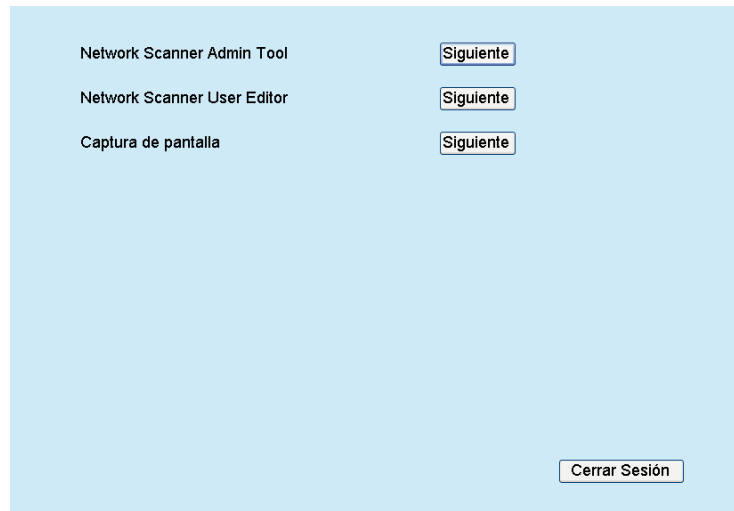 Network Scanner Admin Tool Siguiente
Network Scanner User Editor Siguiente
Captura de pantalla Siguiente
Cerrar Sesión